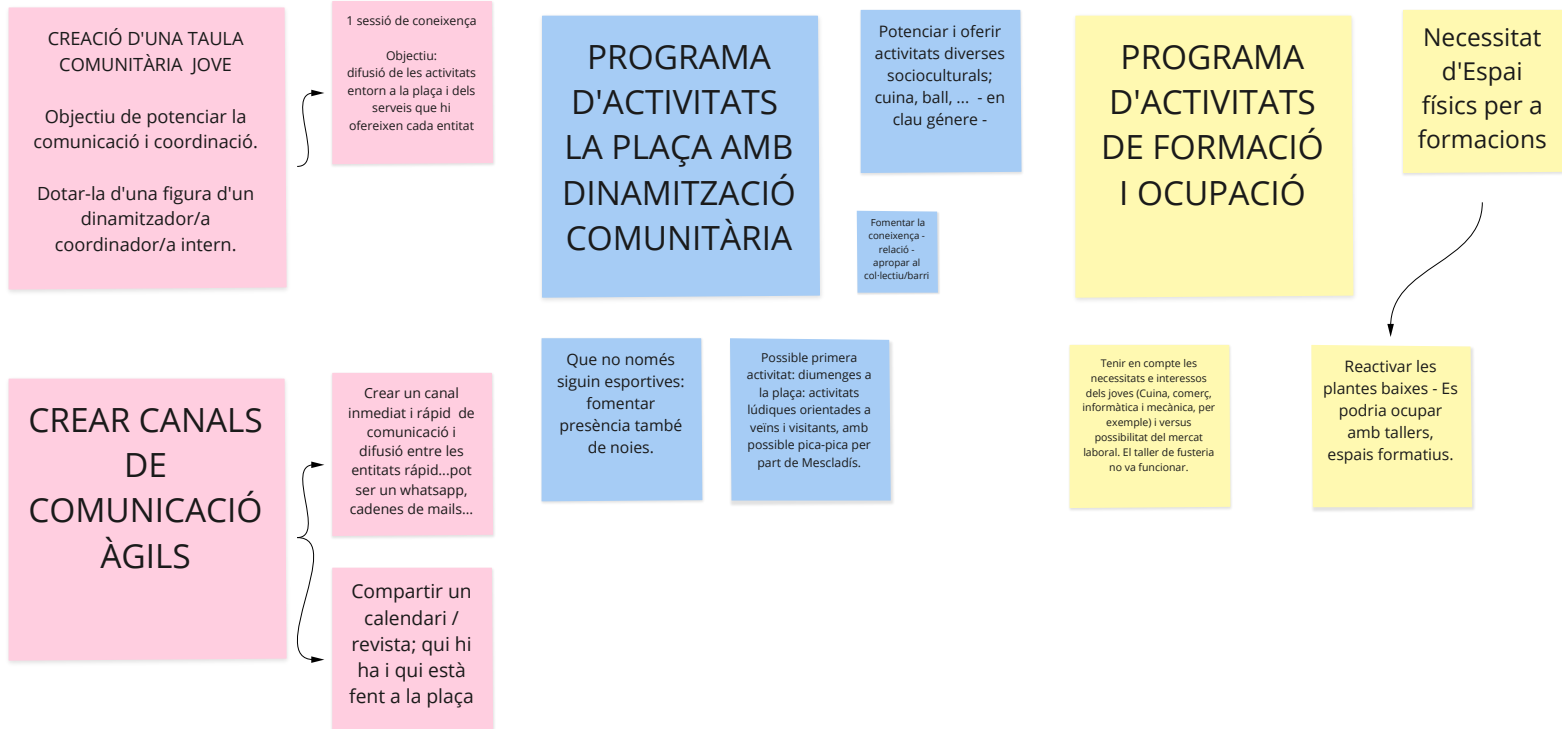 CREACIÓ D'UNA TAULA
COMUNITÀRIA JOVE
Objectiu de potenciar la
comunicació i coordinació.
Dotar-la d'una figura d'un
dinamitzador/a
coordinador/a intern.
1 sessió de coneixença
Objectiu:
difusió de les activitats
entorn a la plaça i dels
serveis que hi
ofereixen cada entitat
CREAR CANALS
DE
COMUNICACIÓ
ÀGILS
Crear un canal
inmediat i rápid de
comunicació i
difusió entre les
entitats rápid...pot
ser un whatsapp,
cadenes de mails...
Compartir un
calendari /
revista; qui hi
ha i qui està
fent a la plaça
PROGRAMA
D'ACTIVITATS
LA PLAÇA AMB
DINAMITZACIÓ
COMUNITÀRIA
Potenciar i oferir
activitats diverses
socioculturals;
cuina, ball, ... - en
clau génere -
Fomentar la
coneixença -
relació -
apropar al
col·lectiu/barri
Que no només
siguin esportives:
fomentar
presència també
de noies.
Possible primera
activitat: diumenges a
la plaça: activitats
lúdiques orientades a
veïns i visitants, amb
possible pica-pica per
part de Mescladís.
PROGRAMA
D'ACTIVITATS
DE FORMACIÓ
I OCUPACIÓ
Necessitat
d'Espai
físics per a
formacions
Tenir en compte les
necessitats e interessos
dels joves (Cuina, comerç,
informàtica i mecànica, per
exemple) i versus
possibilitat del mercat
laboral. El taller de fusteria
no va funcionar.
Reactivar les
plantes baixes - Es
podria ocupar
amb tallers,
espais formatius.